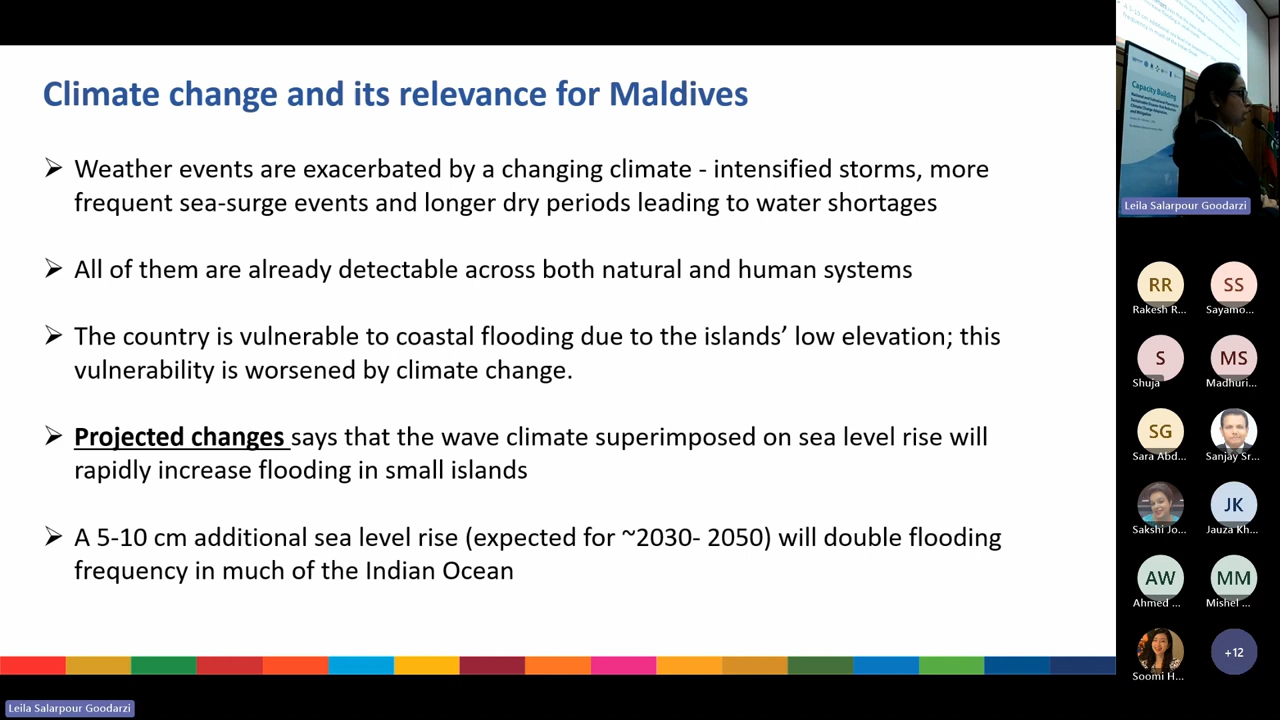 Climate change and its relevance for Maldives
➢ Weather events are exacerbated by a changing climate - intensified storms, more
frequent sea-surge events and longer dry periods leading to water shortages
➢ All of them are already detectable across both natural and human systems
➢ The country is vulnerable to coastal flooding due to the islands’ low elevation; this
vulnerability is worsened by climate change.
➢ Projected changes says that the wave climate superimposed on sea level rise will
rapidly increase flooding in small islands
➢ A 5-10 cm additional sea level rise (expected for ~2030- 2050) will double flooding
frequency in much of the Indian Ocean
Leila Salarpour Goodarzi
Capacity Building
Leila Salarpour Goodarzi
RR
SS
Rakesh R...
Sayamo...
S
MS
Shuja
Madhuri...
SG
Sara Abd...
Sanjay Sr...
JK
Sakshi Jo...
Jauza Kh...
AW
MM
Ahmed ...
Mishel ...
+12
Soomi H...